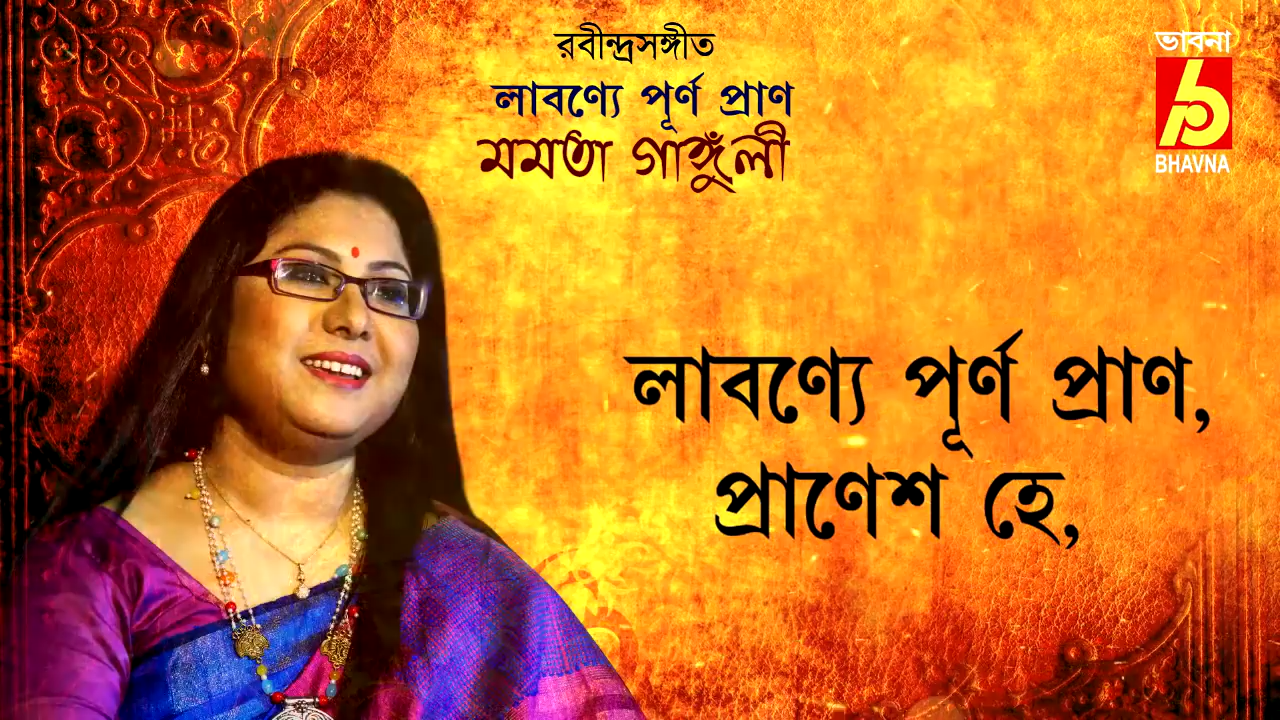 রবীন্দ্রসঙ্গীত
লাবণ্যে পূর্ণ প্রাণ
মমতা গাঙ্গুঁলী
ভাবনা
BHAVNA
লাবণ্যে পূর্ণ প্রাণ,
প্রাণেশ হে,